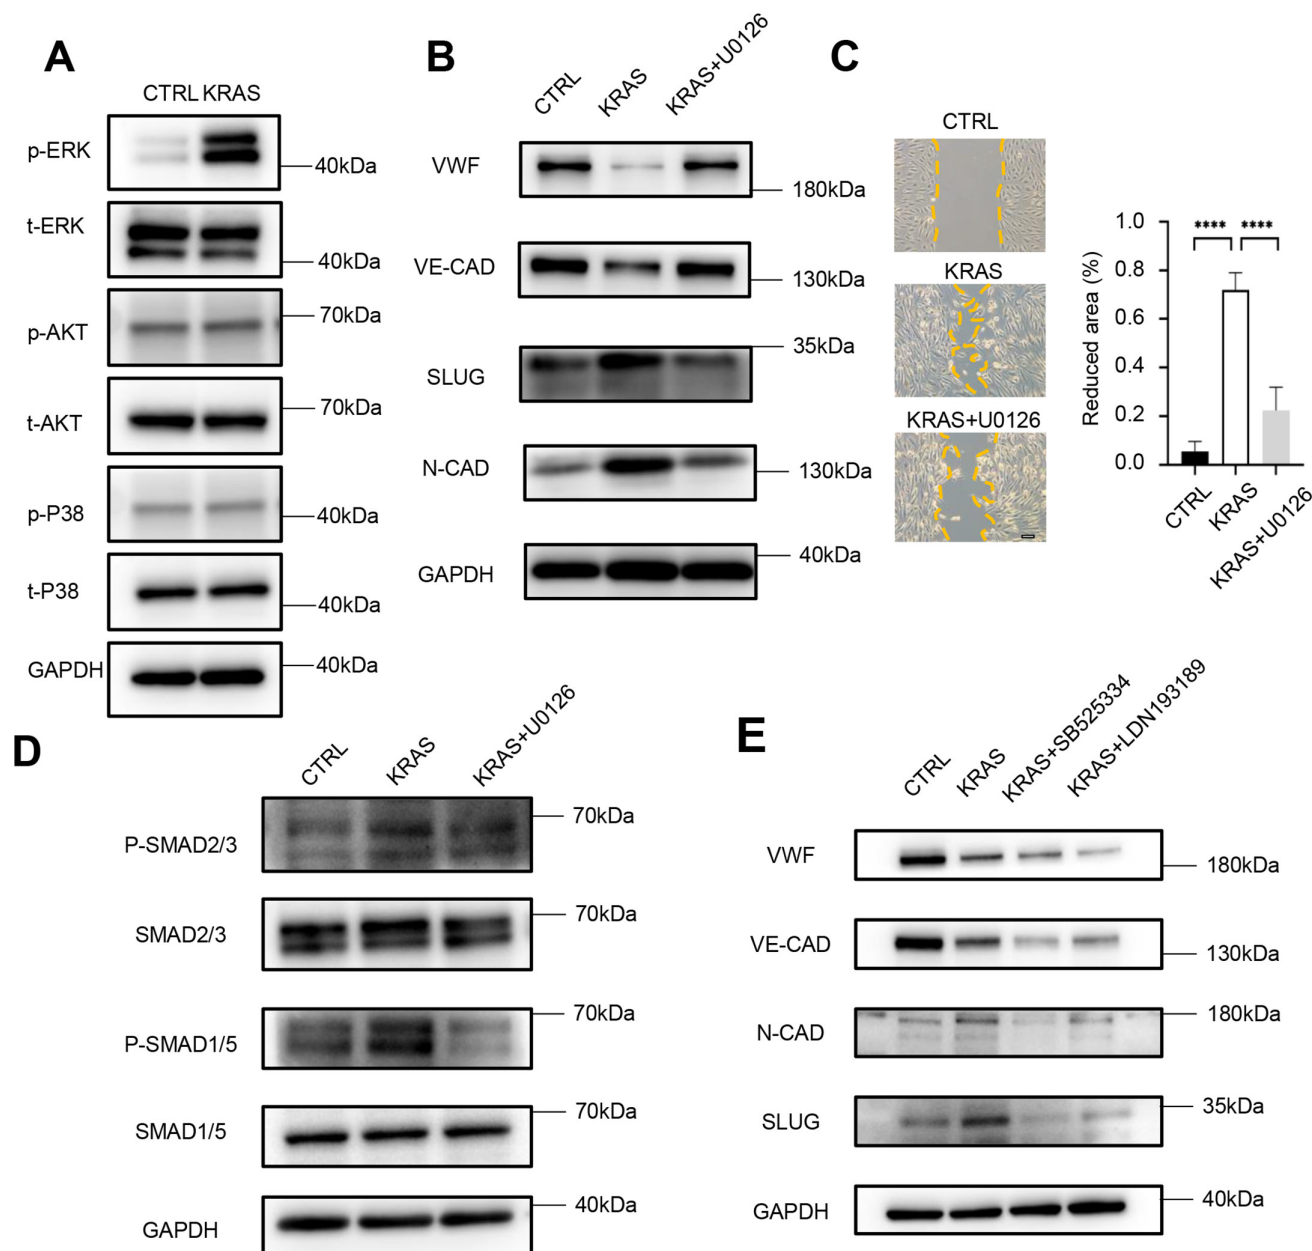 A
CTRL KRAS
p-ERK
40kDa
t-ERK
40kDa
p-AKT
70kDa
t-AKT
70kDa
p-P38
40kDa
t-P38
40kDa
GAPDH
40kDa
B
CTRL
KRAS
KRAS+U0126
VWF
180kDa
VE-CAD
130kDa
SLUG
35kDa
N-CAD
130kDa
GAPDH
40kDa
C
CTRL
KRAS
KRAS+U0126
Reduced area (%)
1.0
0.8
0.6
0.4
0.2
0.0
**** ****
CTRL
KRAS
KRAS+U0126
D
CTRL
KRAS
KRAS+U0126
P-SMAD2/3
70kDa
SMAD2/3
70kDa
P-SMAD1/5
70kDa
SMAD1/5
70kDa
GAPDH
40kDa
E
CTRL
KRAS
KRAS+SB525334
KRAS+LDN193189
VWF
180kDa
VE-CAD
130kDa
N-CAD
180kDa
SLUG
35kDa
GAPDH
40kDa